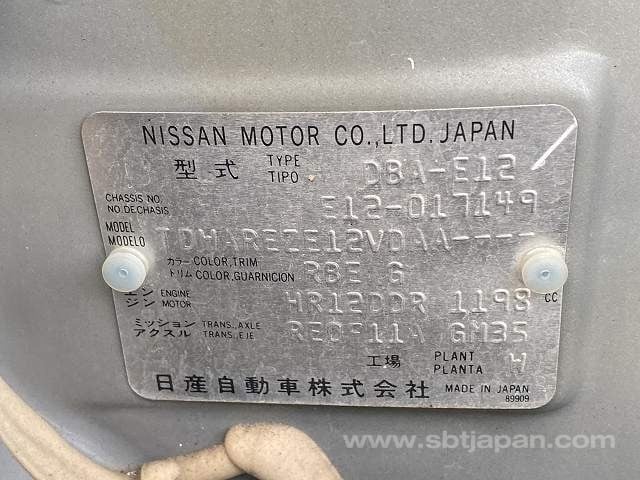 NISSAN MOTOR CO.,LTD. JAPAN
型式 TYPE TIPO DBA-E12
CHASSIS NO. NO.DECHASIS E12-017149
MODEL MODELO TDHAREZE12VDAA----
カラー COLOR,TRIM トリム COLOR,GUARNICION RBE G
エンジン ENGINE MOTOR HR12DDR 1198 CC
ミッション TRANS.,AXLE アクスル TRANS.,EJE RE0F11A GM35
工場 PLANT PLANTA W
日産自動車株式会社 MADE IN JAPAN
89909
www.sbtjapan.com